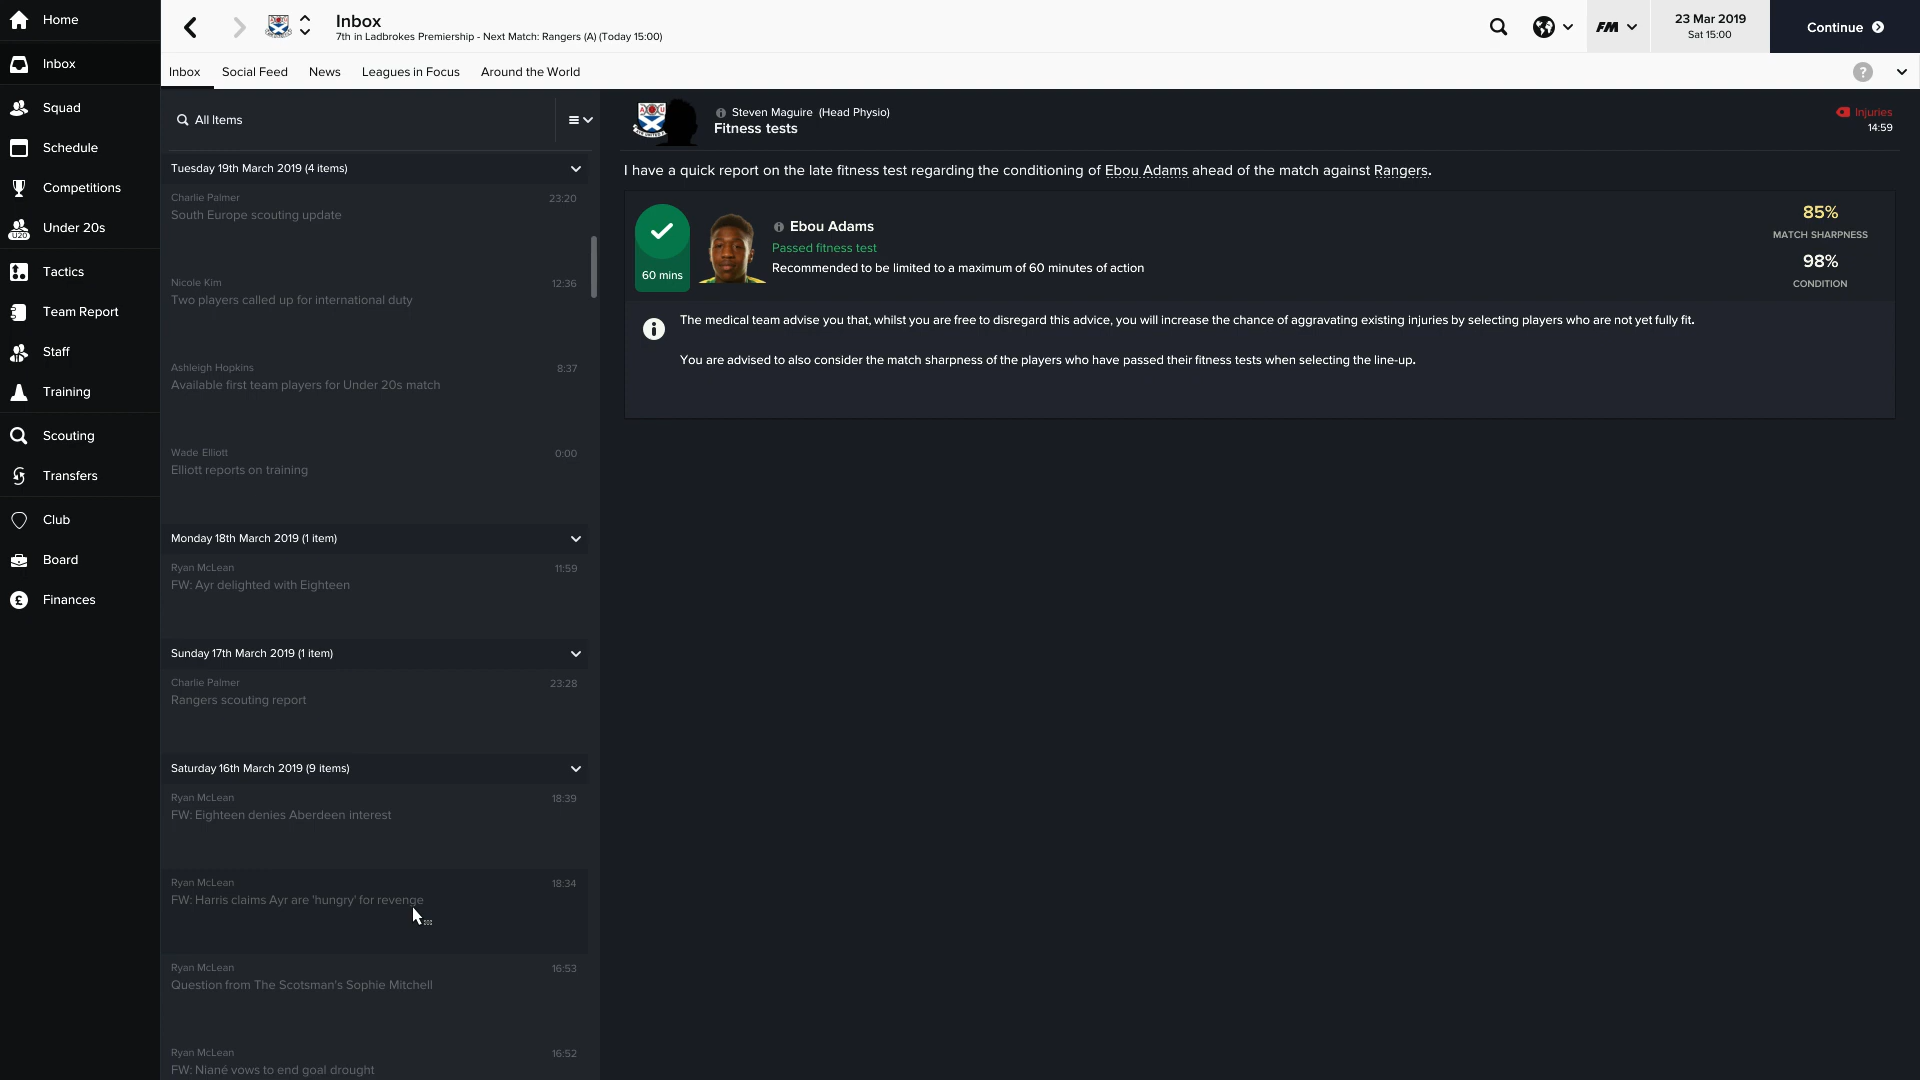 Home
Inbox
Squad
Schedule
Competitions
U20
Under 20s
Tactics
Team Report
Staff
Training
Scouting
Transfers
Club
Board
£
Finances
Inbox
7th in Ladbrokes Premiership - Next Match: Rangers (A) (Today 15:00)
FM
23 Mar 2019
Sat 15:00
Continue
Inbox
Social Feed
News
Leagues in Focus
Around the World
?
All Items
Tuesday 19th March 2019 (4 items)
Charlie Palmer
23:20
South Europe scouting update
Nicole Kim
12:36
Two players called up for international duty
Ashleigh Hopkins
8:37
Available first team players for Under 20s match
Wade Elliott
0:00
Elliott reports on training
Monday 18th March 2019 (1 item)
Ryan McLean
11:59
FW: Ayr delighted with Eighteen
Sunday 17th March 2019 (1 item)
Charlie Palmer
23:28
Rangers scouting report
Saturday 16th March 2019 (9 items)
Ryan McLean
18:39
FW: Eighteen denies Aberdeen interest
Ryan McLean
18:34
FW: Harris claims Ayr are 'hungry' for revenge
Ryan McLean
16:53
Question from The Scotsman's Sophie Mitchell
Ryan McLean
16:52
FW: Niané vows to end goal drought
Steven Maguire (Head Physio)
Fitness tests
Injuries
14:59
I have a quick report on the late fitness test regarding the conditioning of Ebou Adams ahead of the match against Rangers.
60 mins
Ebou Adams
Passed fitness test
Recommended to be limited to a maximum of 60 minutes of action
85%
MATCH SHARPNESS
98%
CONDITION
The medical team advise you that, whilst you are free to disregard this advice, you will increase the chance of aggravating existing injuries by selecting players who are not yet fully fit.
You are advised to also consider the match sharpness of the players who have passed their fitness tests when selecting the line-up.